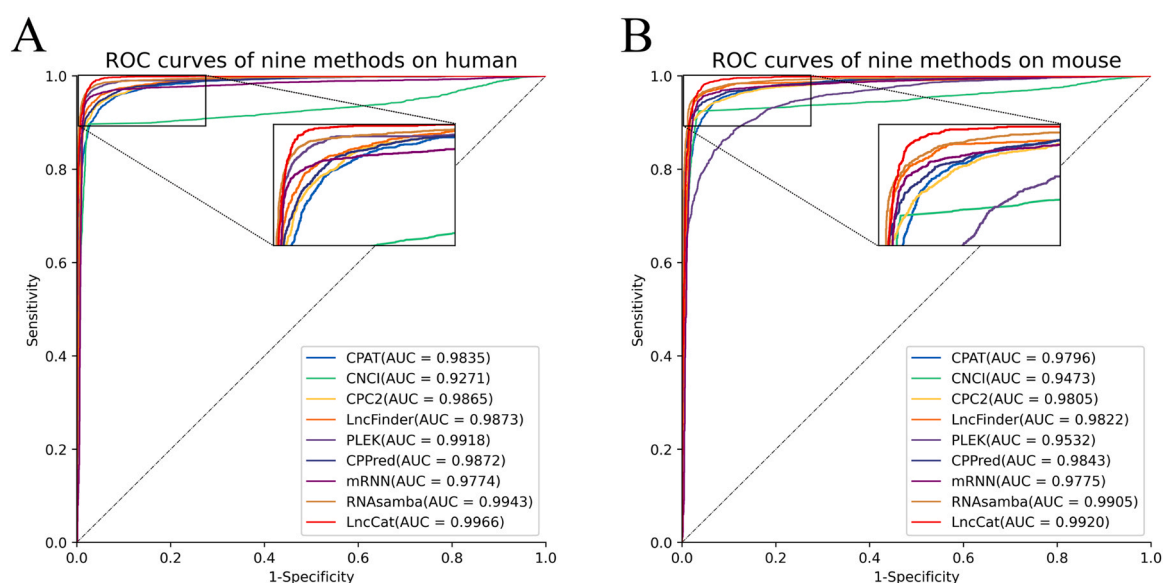 A
ROC curves of nine methods on human
1.0
0.8
0.6
0.4
0.2
0.0
Sensitivity
CPAT(AUC = 0.9835)
CNCI(AUC = 0.9271)
CPC2(AUC = 0.9865)
LncFinder(AUC = 0.9873)
PLEK(AUC = 0.9918)
CPPred(AUC = 0.9872)
mRNN(AUC = 0.9774)
RNAsamba(AUC = 0.9943)
LncCat(AUC = 0.9966)
0.0 0.2 0.4 0.6 0.8 1.0
1-Specificity
B
ROC curves of nine methods on mouse
1.0
0.8
0.6
0.4
0.2
0.0
Sensitivity
CPAT(AUC = 0.9796)
CNCI(AUC = 0.9473)
CPC2(AUC = 0.9805)
LncFinder(AUC = 0.9822)
PLEK(AUC = 0.9532)
CPPred(AUC = 0.9843)
mRNN(AUC = 0.9775)
RNAsamba(AUC = 0.9905)
LncCat(AUC = 0.9920)
0.0 0.2 0.4 0.6 0.8 1.0
1-Specificity